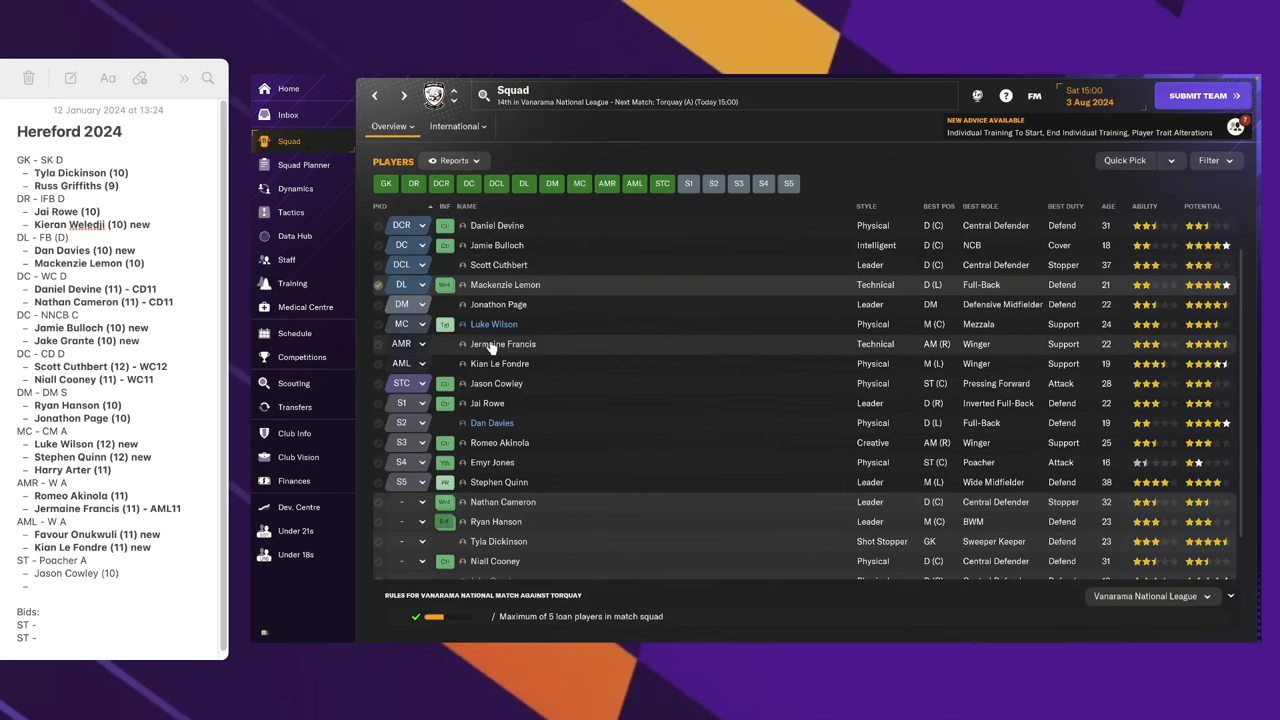 12 January 2024 at 13:24
Hereford 2024
GK - SK D
- Tyla Dickinson (10)
- Russ Griffiths (9)
DR - IFB D
- Jai Rowe (10)
- Kieran Weledji (10) new
DL - FB (D)
- Dan Davies (10) new
- Mackenzie Lemon (10)
DC - WC D
- Daniel Devine (11) - CD11
- Nathan Cameron (11) - CD11
DC - NNCB C
- Jamie Bulloch (10) new
- Jake Grante (10) new
DC - CD D
- Scott Cuthbert (12) - WC12
- Niall Cooney (11) - WC11
DM - DM S
- Ryan Hanson (10)
- Jonathon Page (10)
MC - CM A
- Luke Wilson (12) new
- Stephen Quinn (12) new
- Harry Arter (11)
AMR - W A
- Romeo Akinola (11)
- Jermaine Francis (11) - AML11
AML - W A
- Favour Onukwuli (11) new
- Kian Le Fondre (11) new
ST - Poacher A
- Jason Cowley (10)
-
Bids:
ST -
ST -
Home
Inbox
Squad
Squad Planner
Dynamics
Tactics
Data Hub
Staff
Training
Medical Centre
Schedule
Competitions
Scouting
Transfers
Club Info
Club Vision
Finances
Dev. Centre
Under 21s
Under 18s
Squad
14th in Vanarama National League - Next Match: Torquay (A) (Today 15:00)
FM
Sat 15:00
3 Aug 2024
SUBMIT TEAM
Overview International
NEW ADVICE AVAILABLE
Individual Training To Start, End Individual Training, Player Trait Alterations
7
PLAYERS Reports Quick Pick Filter
GK DR DCR DC DCL DL DM MC AMR AML STC S1 S2 S3 S4 S5
PKD INF NAME STYLE BEST POS BEST ROLE BEST DUTY AGE ABILITY POTENTIAL
DCR Ctr Daniel Devine Physical D (C) Central Defender Defend 31
DC Ctr Jamie Bulloch Intelligent D (C) NCB Cover 18
DCL Scott Cuthbert Leader D (C) Central Defender Stopper 37
DL Wnt Mackenzie Lemon Technical D (L) Full-Back Defend 21
DM Jonathon Page Leader DM Defensive Midfielder Defend 22
MC Tgt Luke Wilson Physical M (C) Mezzala Support 24
AMR Jermaine Francis Technical AM (R) Winger Support 22
AML Kian Le Fondre Physical M (L) Winger Support 23
STC Ctr Jason Cowley Physical ST (C) Pressing Forward Attack 28
S1 Ctr Jai Rowe Leader D (R) Inverted Full-Back Defend 22
S2 Dan Davies Physical D (L) Full-Back Defend 19
S3 Ctr Romeo Akinola Creative AM (R) Winger Support 25
S4 Yth Emyr Jones Physical ST (C) Poacher Attack 16
S5 PR Stephen Quinn Physical M (L) Wide Midfielder Defend 38
- Wnt Nathan Cameron Leader D (C) Central Defender Stopper 32
- Bid Ryan Hanson Leader M (C) BWM Defend 23
- Tyla Dickinson Shot Stopper GK Sweeper Keeper Defend 23
- Ctr Niall Cooney Physical D (C) Central Defender Defend 31
RULES FOR VANARAMA NATIONAL MATCH AGAINST TORQUAY
Vanarama National League
/ Maximum of 5 loan players in match squad